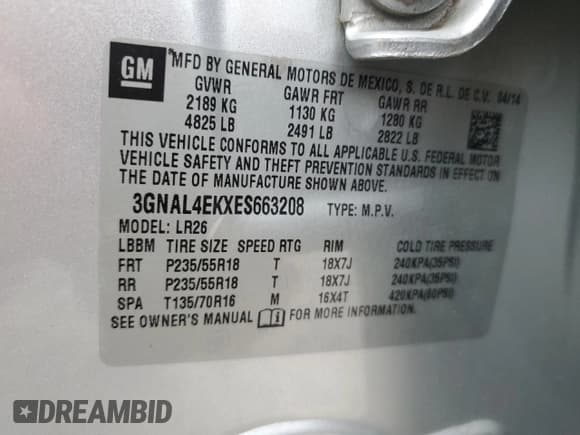 GM
*MFD BY GENERAL MOTORS DE MEXICO, S. DE R.L. DE C.V. 04/14
GVWR GAWR FRT GAWR RR
2189 KG 1130 KG 1280 KG
4825 LB 2491 LB 2822 LB
THIS VEHICLE CONFORMS TO ALL APPLICABLE U.S. FEDERAL MOTOR
VEHICLE SAFETY AND THEFT PREVENTION STANDARDS IN EFFECT ON
THE DATE OF MANUFACTURE SHOWN ABOVE.
3GNAL4EKXES663208 TYPE: M.P.V.
MODEL: LR26
LBBM TIRE SIZE SPEED RTG RIM COLD TIRE PRESSURE
FRT P235/55R18 T 18X7J 240KPA(35PSI)
RR P235/55R18 T 18X7J 240KPA(35PSI)
SPA T135/70R16 M 16X4T 420KPA(60PSI)
SEE OWNER'S MANUAL FOR MORE INFORMATION.
DREAMBID